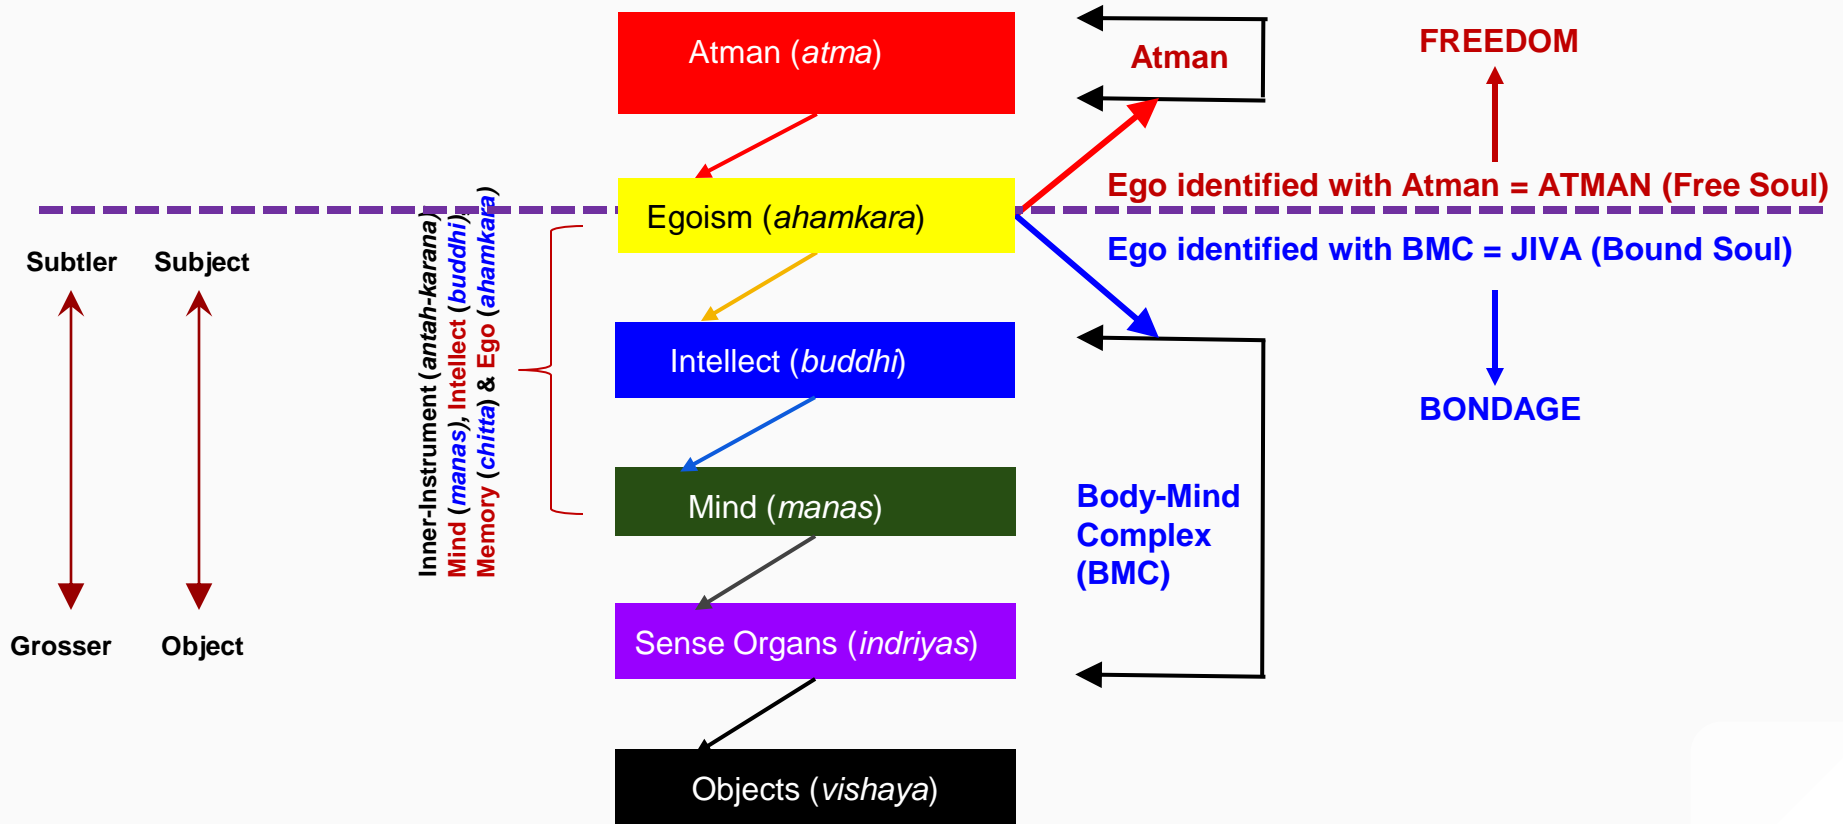 Atman (atma)
Atman
FREEDOM
Ego identified with Atman = ATMAN (Free Soul)
Egoism (ahamkara)
Ego identified with BMC = JIVA (Bound Soul)
Subtler
Subject
Inner-Instrument (antah-karana)
Mind (manas), Intellect (buddhi),
Memory (chitta) & Ego (ahamkara)
Intellect (buddhi)
BONDAGE
Mind (manas)
Body-Mind
Complex
(BMC)
Grosser
Object
Sense Organs (indriyas)
Objects (vishaya)